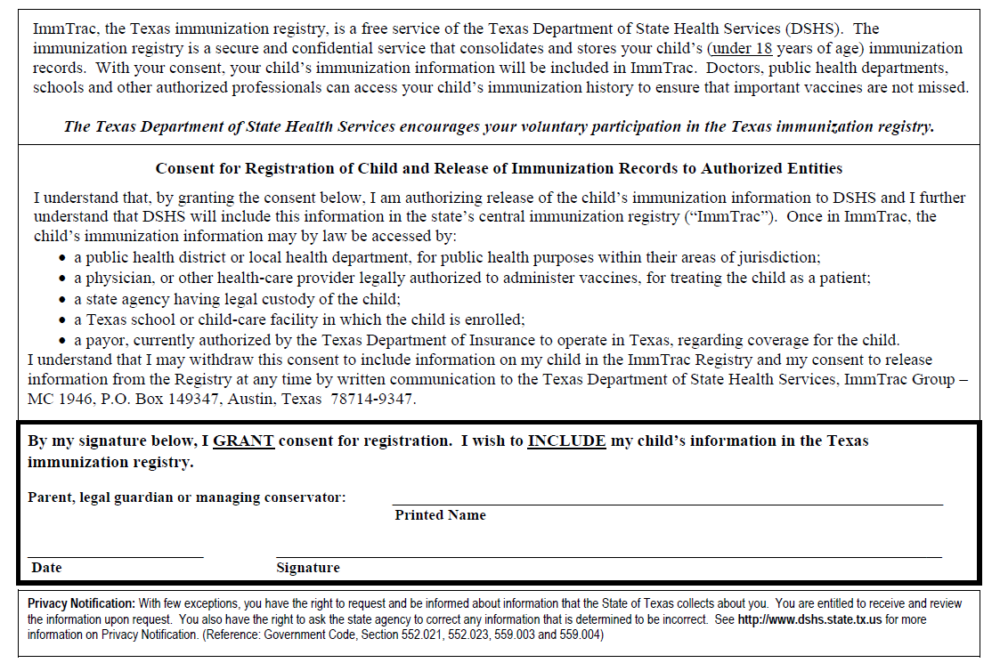 ImmTrac, the Texas immunization registry, is a free service of the Texas Department of State Health Services (DSHS).  The
immunization registry is a secure and confidential service that consolidates and stores your child’s (under 18 years of age) immunization
records.  With your consent, your child’s immunization information will be included in ImmTrac.  Doctors, public health departments,
schools and other authorized professionals can access your child’s immunization history to ensure that important vaccines are not missed.
The Texas Department of State Health Services encourages your voluntary participation in the Texas immunization registry.
Consent for Registration of Child and Release of Immunization Records to Authorized Entities
I understand that, by granting the consent below, I am authorizing release of the child’s immunization information to DSHS and I further
understand that DSHS will include this information in the state’s central immunization registry (“ImmTrac”).  Once in ImmTrac, the
child’s immunization information may by law be accessed by:
• a public health district or local health department, for public health purposes within their areas of jurisdiction;
• a physician, or other health-care provider legally authorized to administer vaccines, for treating the child as a patient;
• a state agency having legal custody of the child;
• a Texas school or child-care facility in which the child is enrolled;
• a payor, currently authorized by the Texas Department of Insurance to operate in Texas, regarding coverage for the child.
I understand that I may withdraw this consent to include information on my child in the ImmTrac Registry and my consent to release
information from the Registry at any time by written communication to the Texas Department of State Health Services, ImmTrac Group –
MC 1946, P.O. Box 149347, Austin, Texas  78714-9347.
By my signature below, I GRANT consent for registration.  I wish to INCLUDE my child’s information in the Texas
immunization registry.
Parent, legal guardian or managing conservator:
Printed Name
Date Signature
Privacy Notification: With few exceptions, you have the right to request and be informed about information that the State of Texas collects about you.  You are entitled to receive and review
the information upon request.  You also have the right to ask the state agency to correct any information that is determined to be incorrect.  See http://www.dshs.state.tx.us for more
information on Privacy Notification. (Reference: Government Code, Section 552.021, 552.023, 559.003 and 559.004)